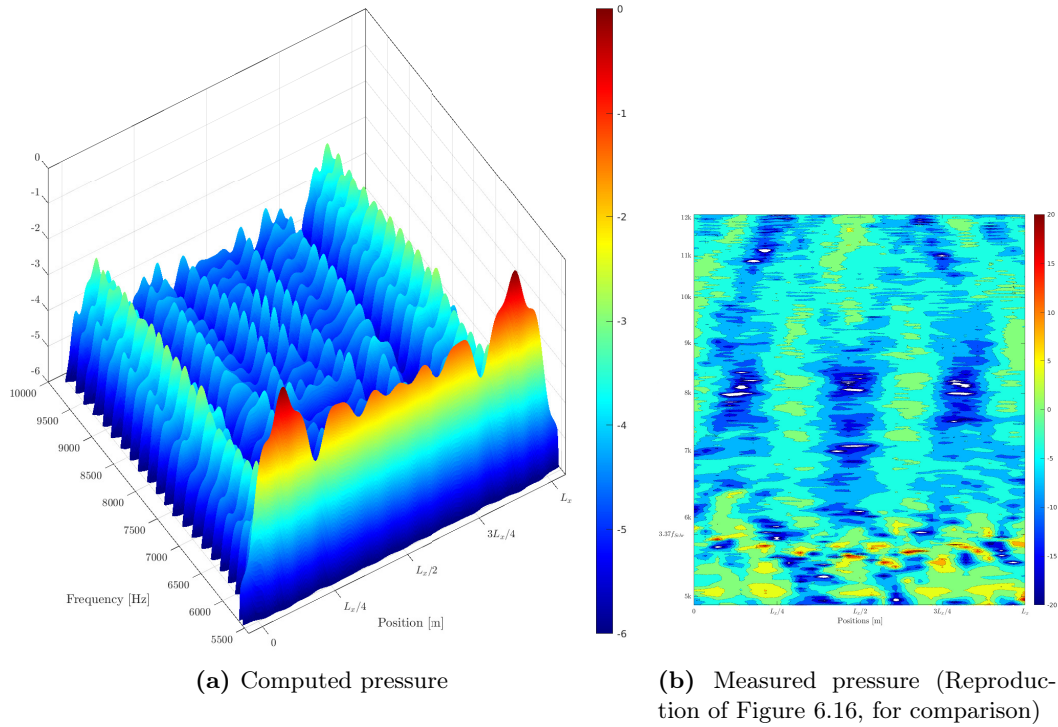 0
-1
-2
-3
-4
-5
-6
10000
9500
9000
8500
8000
7500
7000
6500
6000
5500
Frequency [Hz]
0
L_x/4
L_x/2
3L_x/4
L_x
Position [m]
0
-1
-2
-3
-4
-5
-6
(a) Computed pressure
12k
11k
10k
9k
8k
7k
6k
3.37f_Schr
5k
0
L_x/4
L_x/2
3L_x/4
L_x
Positions [m]
20
15
10
5
0
-5
-10
-15
-20
(b) Measured pressure (Reproduc-
tion of Figure 6.16, for comparison)